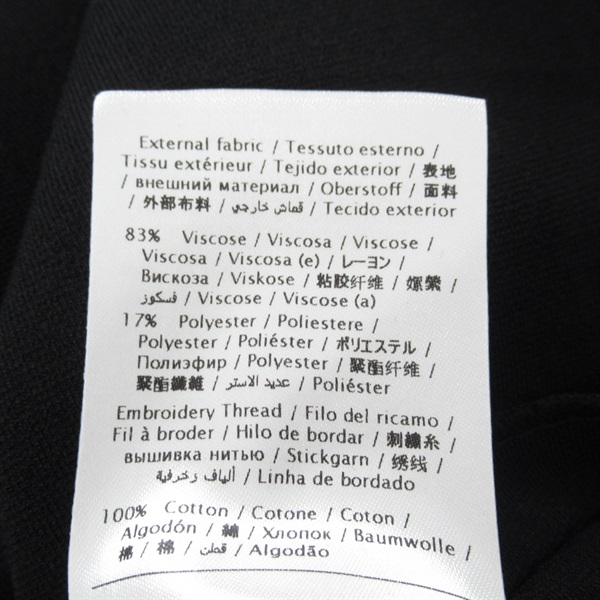 External fabric / Tessuto esterno /
Tissu extérieur / Tejido exterior / 表地
/ внешний материал / Oberstoff / 面料
/ 外部布料 / قماش خارجي / Tecido exterior
83% Viscose / Viscosa / Viscose /
Viscosa / Viscosa (e) / レーヨン /
Вискоза / Viskose / 粘胶纤维 / 嫘縈 /
فسكوز / Viscose / Viscose (a)
17% Polyester / Poliestere /
Polyester / Poliéster / ポリエステル /
Полиэфир / Polyester / 聚酯纤维 /
聚酯纖維 / عديد الاستر / Poliéster
Embroidery Thread / Filo del ricamo /
Fil à broder / Hilo de bordar / 刺繍糸 /
вышивка нитью / Stickgarn / 绣线 /
ألياف زخرفية / Linha de bordado
100% Cotton / Cotone / Coton /
Algodón / 綿 / Хлопок / Baumwolle /
棉 / 棉 / قطن / Algodão